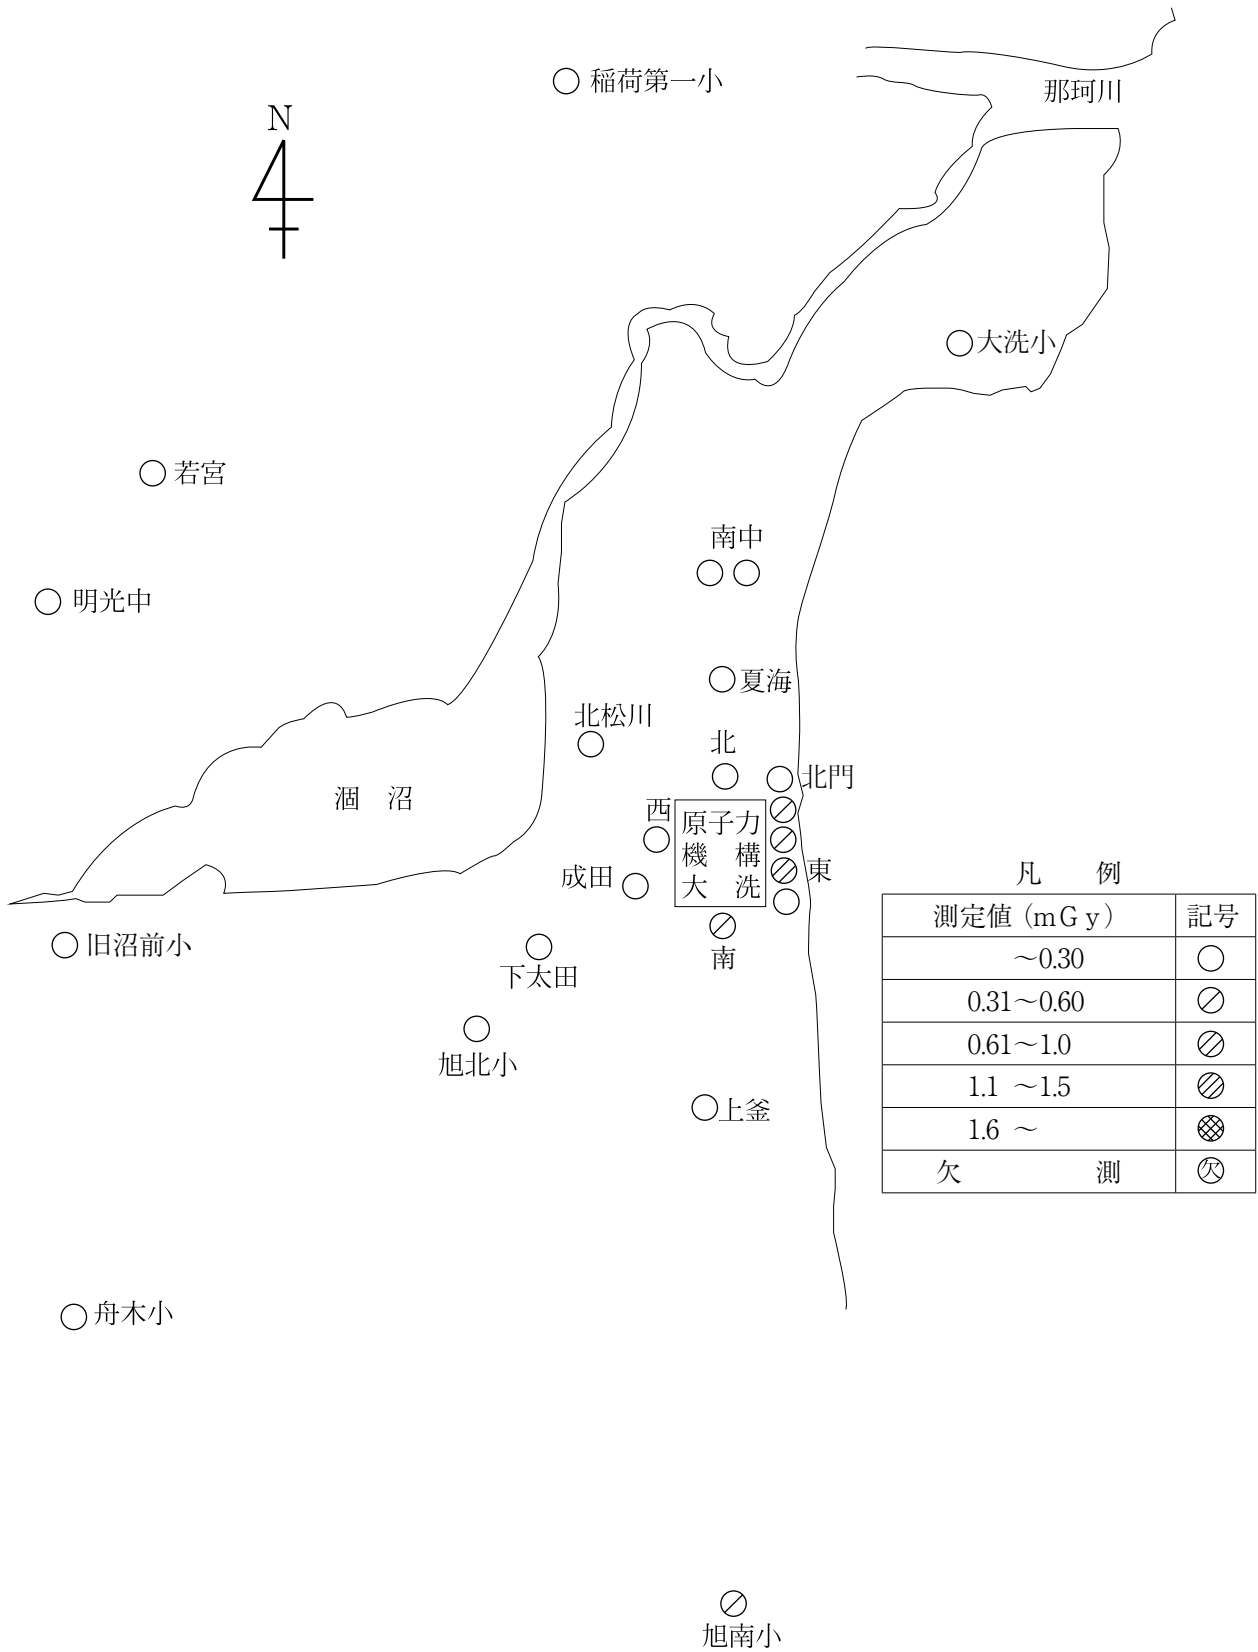 稲荷第一小
那珂川
N
大洗小
若宮
南中
明光中
夏海
北松川
北
北門
涸 沼
西
原子力
機 構
大 洗
東
成田
南
旧沼前小
下太田
旭北小
上釜
凡 例
測定値(mGy) 記号
～0.30
0.31～0.60
0.61～1.0
1.1 ～1.5
1.6 ～
欠 測 欠
舟木小
旭南小